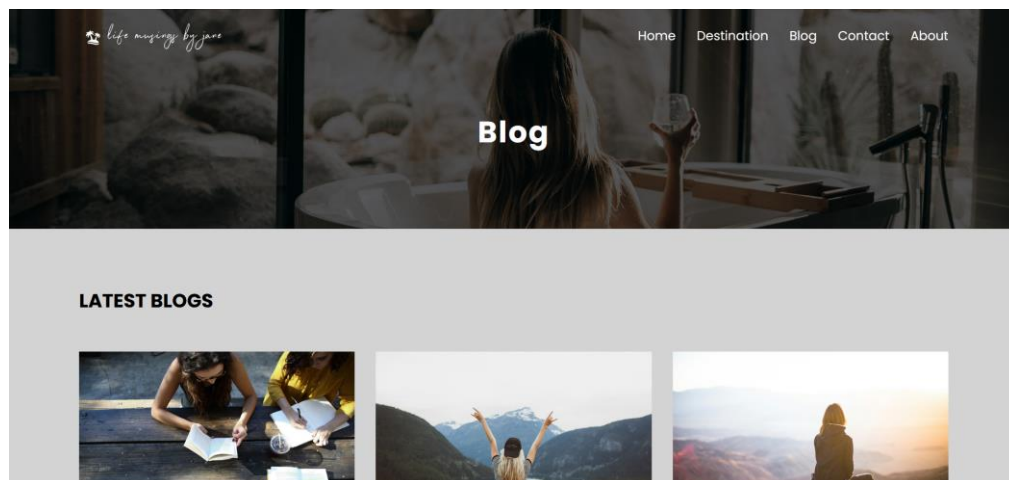 life musings by jane
Home Destination Blog Contact About
Blog
LATEST BLOGS